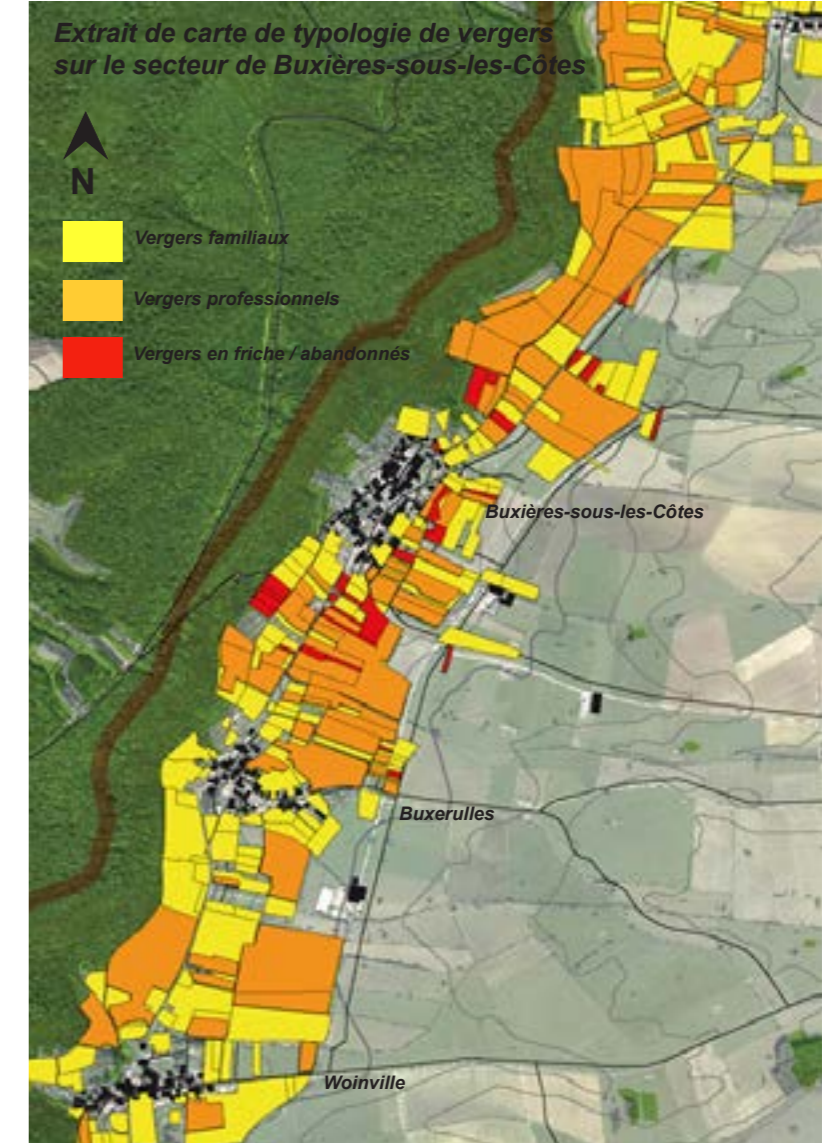 Extrait de carte de typologie de vergers
sur le secteur de Buxières-sous-les-Côtes
N
Vergers familiaux
Vergers professionnels
Vergers en friche / abandonnés
Buxières-sous-les-Côtes
Buxerulles
Woinville